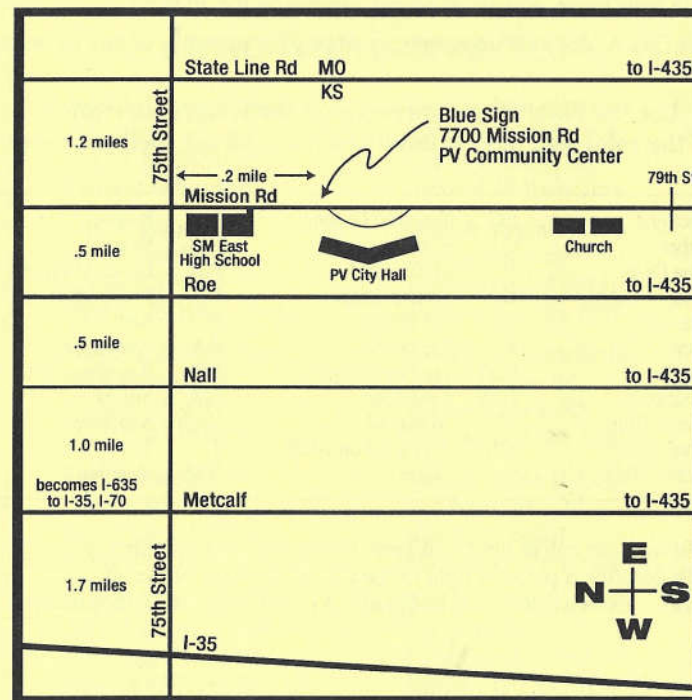 State Line Rd MO to I-435
KS
75th Street
1.2 miles
Blue Sign
7700 Mission Rd
PV Community Center
.2 mile
79th S
Mission Rd
SM East
High School
PV City Hall
Church
.5 mile
Roe to I-435
.5 mile
Nall to I-435
1.0 mile
becomes I-635
to I-35, I-70
Metcalf to I-435
1.7 miles
75th Street
E
N S
W
I-35